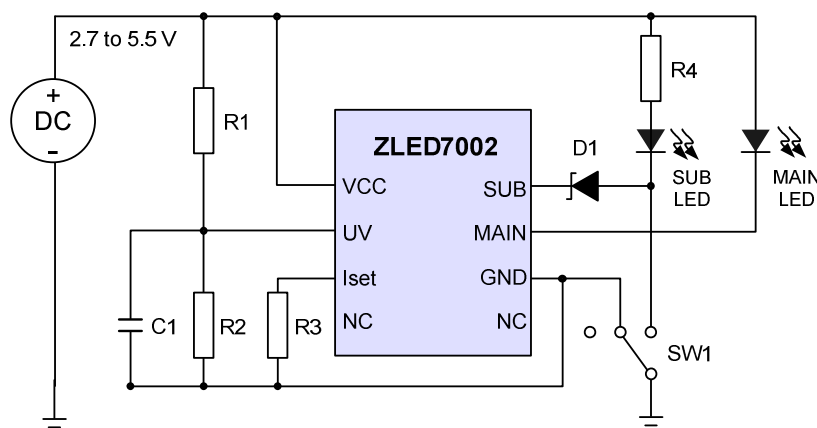 2.7 to 5.5 V
+
DC
-
R1
R4
ZLED7002
D1
SUB
LED
MAIN
LED
VCC
SUB
UV
MAIN
Iset
GND
NC
NC
C1
R2
R3
SW1